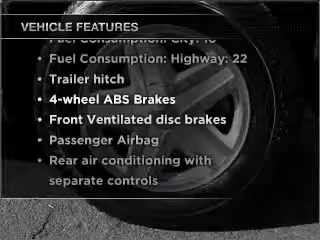 VEHICLE FEATURES
Fuel Consumption: City: 16
• Fuel Consumption: Highway: 22
• Trailer hitch
• 4-wheel ABS Brakes
• Front Ventilated disc brakes
• Passenger Airbag
• Rear air conditioning with
separate controls